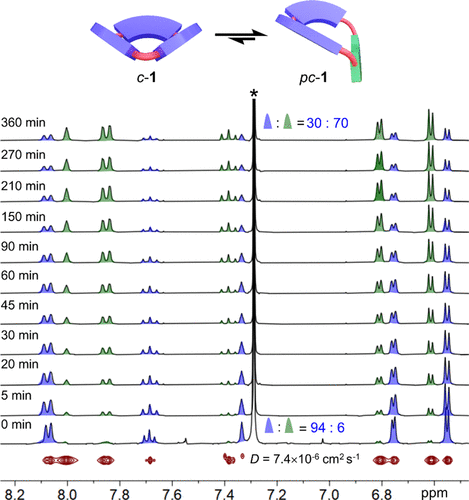 c-1
pc-1
*
360 min
: = 30 : 70
270 min
210 min
150 min
90 min
60 min
45 min
30 min
20 min
5 min
0 min
: = 94 : 6
D = 7.4×10⁻⁶ cm² s⁻¹
8.2 8.0 7.8 7.6 7.4 7.2 7.0 6.8 ppm